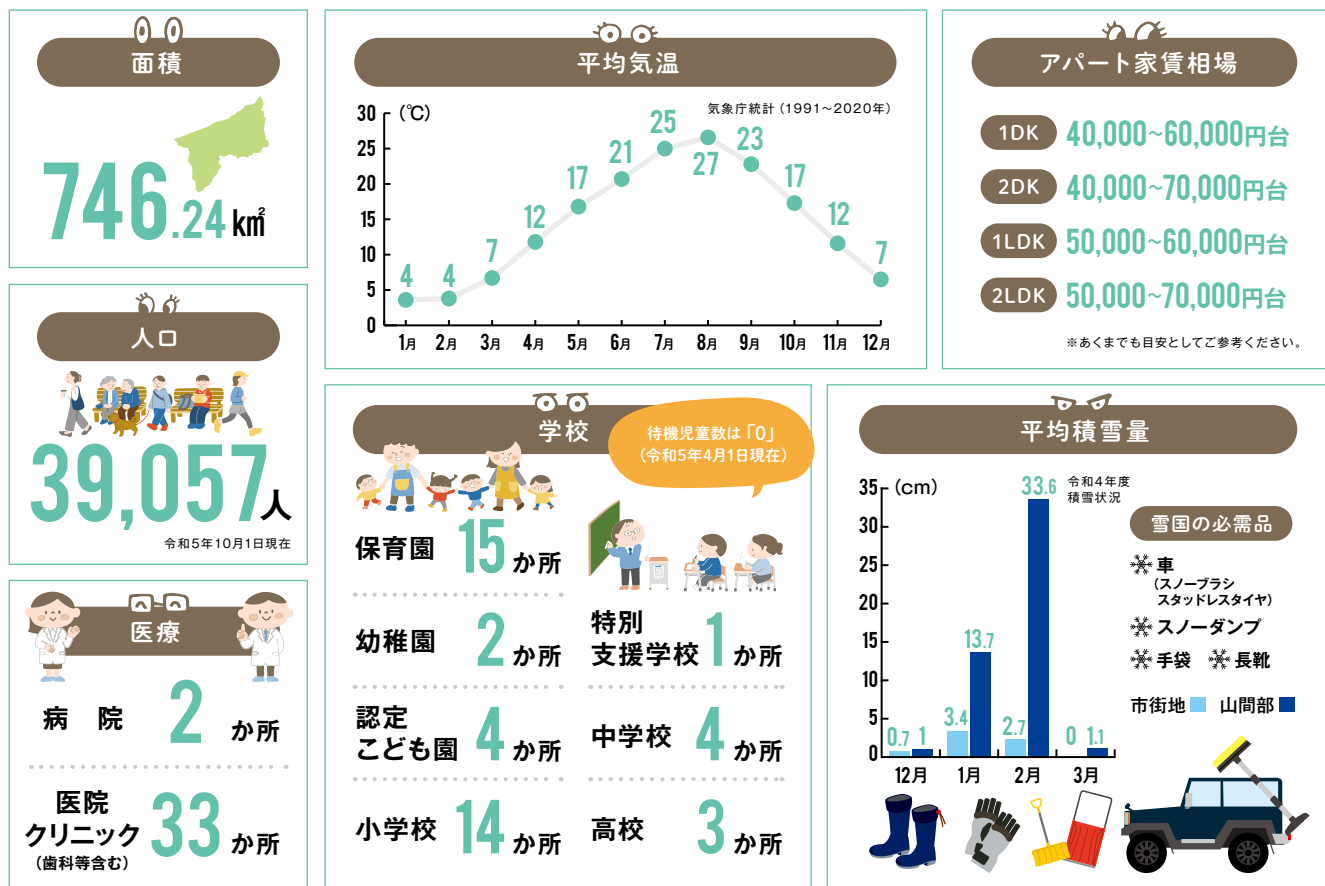 面積
746.24km²
人口
39,057人
令和5年10月1日現在
医療
病 院 2か所
医院
クリニック
(歯科等含む)
33か所
平均気温
気象庁統計（1991～2020年）
(℃)
30
25
20
15
10
5
0
4 4 7 12 17 21 25 27 23 17 12 7
1月 2月 3月 4月 5月 6月 7月 8月 9月 10月 11月 12月
アパート家賃相場
1DK 40,000~60,000円台
2DK 40,000~70,000円台
1LDK 50,000~60,000円台
2LDK 50,000~70,000円台
※あくまでも目安としてご参考ください。
学校
待機児童数は「0」
（令和5年4月1日現在）
保育園 15か所
幼稚園 2か所
認定
こども園 4か所
小学校 14か所
特別
支援学校 1か所
中学校 4か所
高校 3か所
平均積雪量
令和4年度
積雪状況
(cm)
35
30
25
20
15
10
5
0
0.7 1 3.4 13.7 2.7 33.6 0 1.1
12月 1月 2月 3月
雪国の必需品
車
（スノーブラシ
スタッドレスタイヤ）
スノーダンプ
手袋 長靴
市街地 山間部